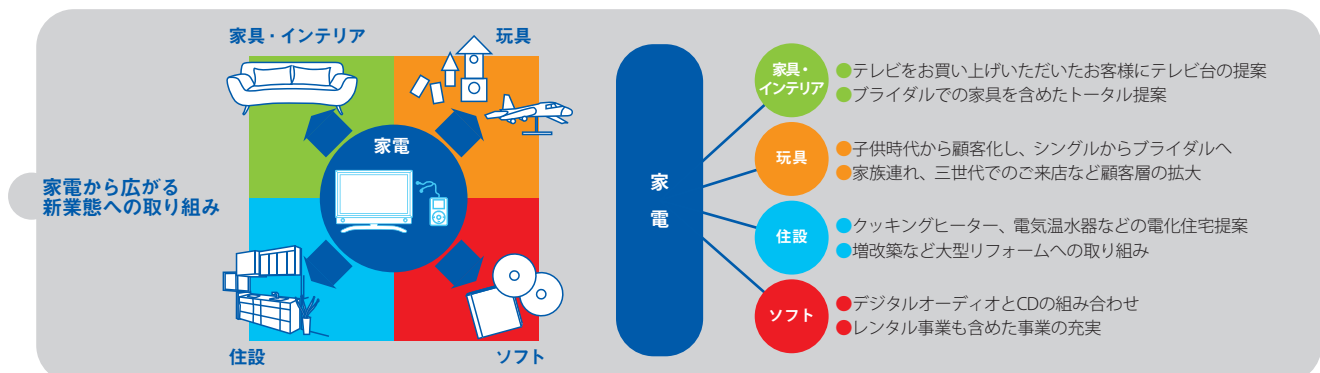 家電から広がる
新業態への取り組み
家具・インテリア
玩具
家電
住設
ソフト
家電
家具・
インテリア
●テレビをお買い上げいただいたお客様にテレビ台の提案
●ブライダルでの家具を含めたトータル提案
玩具
●子供時代から顧客化し、シングルからブライダルへ
●家族連れ、三世代でのご来店など顧客層の拡大
住設
●クッキングヒーター、電気温水器などの電化住宅提案
●増改築など大型リフォームへの取り組み
ソフト
●デジタルオーディオとCDの組み合わせ
●レンタル事業も含めた事業の充実